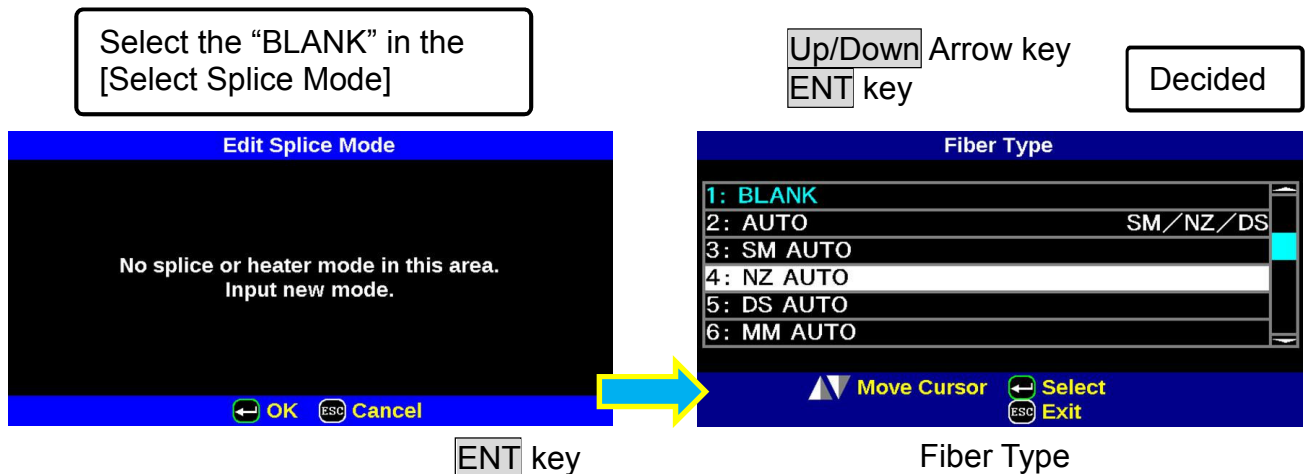 Select the “BLANK” in the
[Select Splice Mode]
Up/Down Arrow key
ENT key
Decided
Edit Splice Mode
No splice or heater mode in this area.
Input new mode.
OK ESC Cancel
ENT key
Fiber Type
1: BLANK
2: AUTO SM/NZ/DS
3: SM AUTO
4: NZ AUTO
5: DS AUTO
6: MM AUTO
Move Cursor Select
ESC Exit
Fiber Type